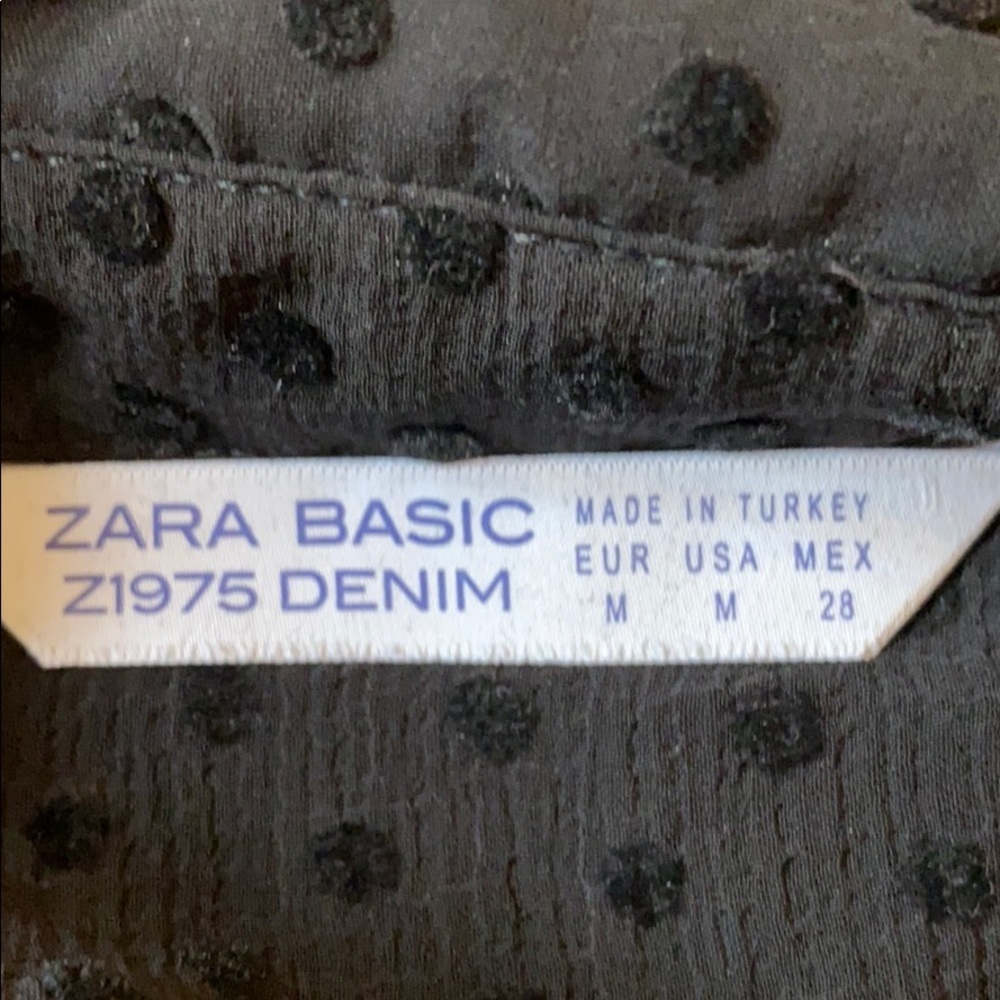 ZARA BASIC
Z1975 DENIM
MADE IN TURKEY
EUR USA MEX
M M 28